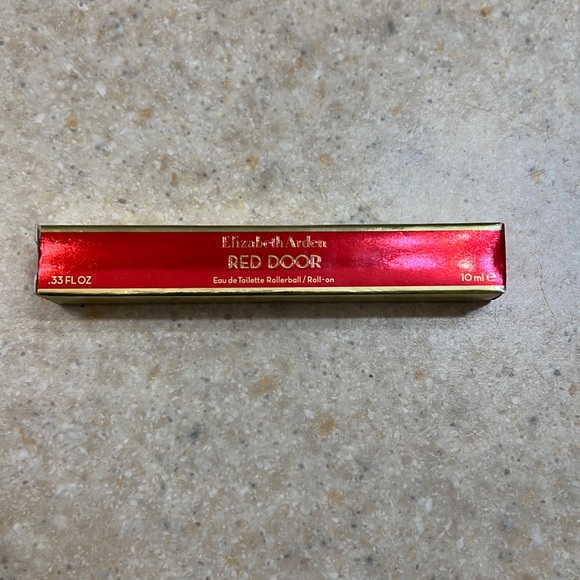 Elizabeth Arden
RED DOOR
.33 FL OZ
Eau de Toilette Rollerball / Roll-on
10 ml ℮